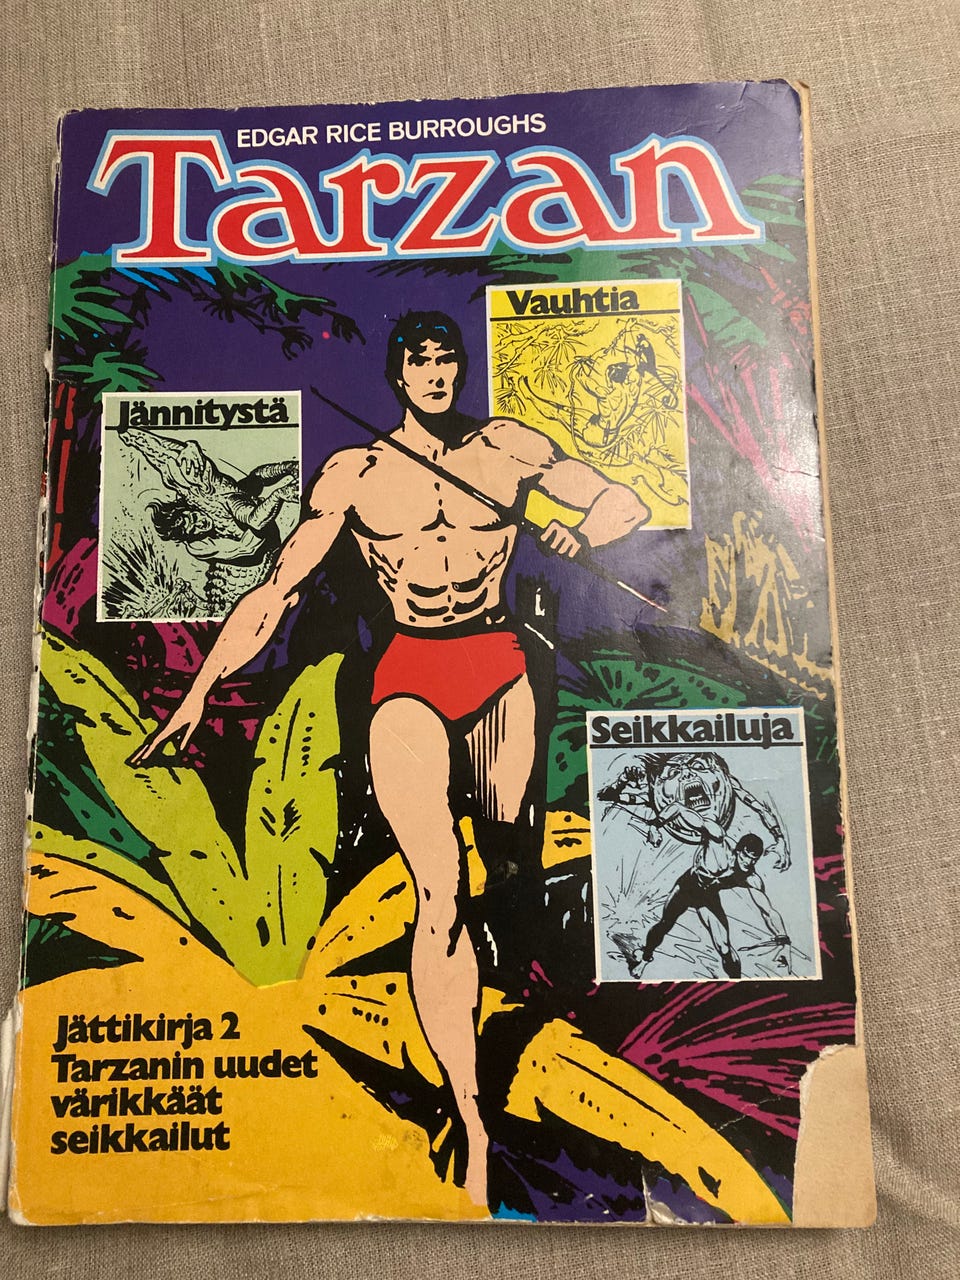 EDGAR RICE BURROUGHS
Tarzan
Vauhtia
Jännitystä
Seikkailuja
Jättikirja 2
Tarzanin uudet
värikkäät
seikkailut